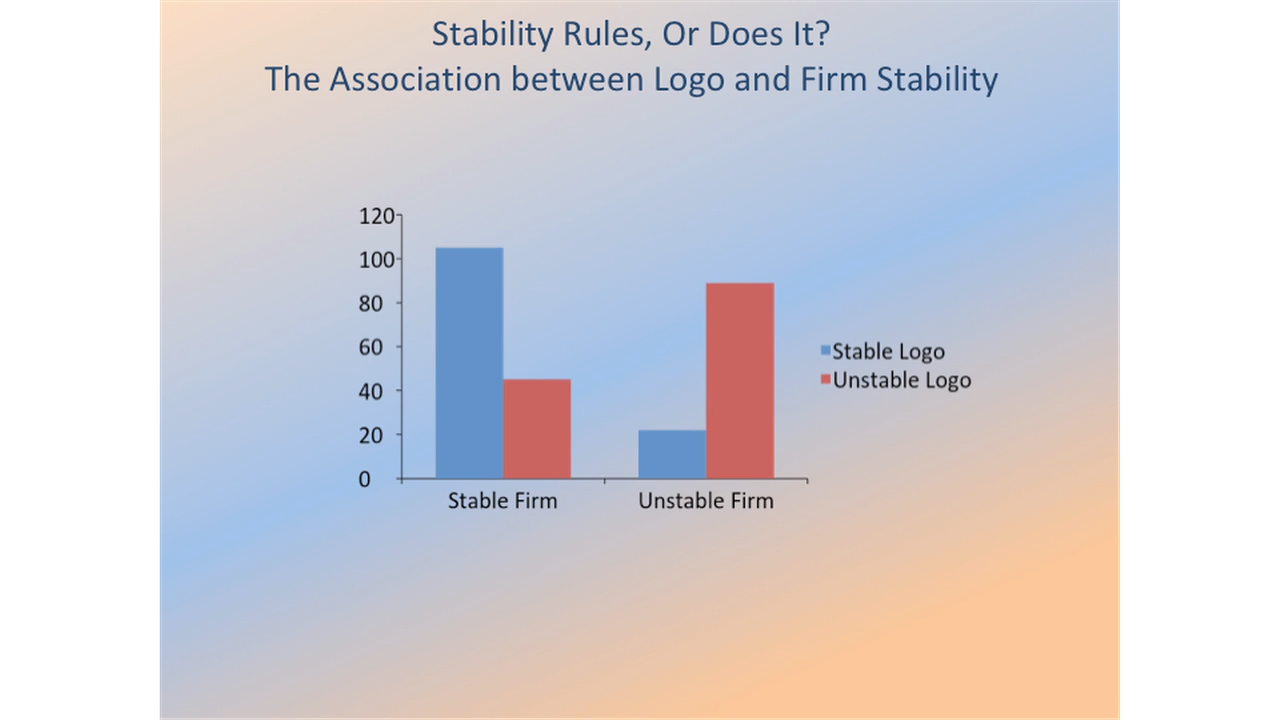 Stability Rules, Or Does It?
The Association between Logo and Firm Stability
120
100
80
60
40
20
0
Stable Firm
Unstable Firm
Stable Logo
Unstable Logo